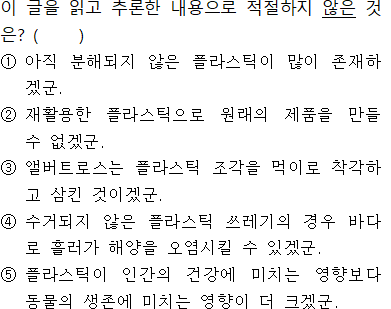 이 글을 읽고 추론한 내용으로 적절하지 않은 것
은? (      )
① 아직 분해되지 않은 플라스틱이 많이 존재하
겠군.
② 재활용한 플라스틱으로 원래의 제품을 만들
수 없겠군.
③ 앨버트로스는 플라스틱 조각을 먹이로 착각하
고 삼킨 것이겠군.
④ 수거되지 않은 플라스틱 쓰레기의 경우 바다
로 흘러가 해양을 오염시킬 수 있겠군.
⑤ 플라스틱이 인간의 건강에 미치는 영향보다
동물의 생존에 미치는 영향이 더 크겠군.